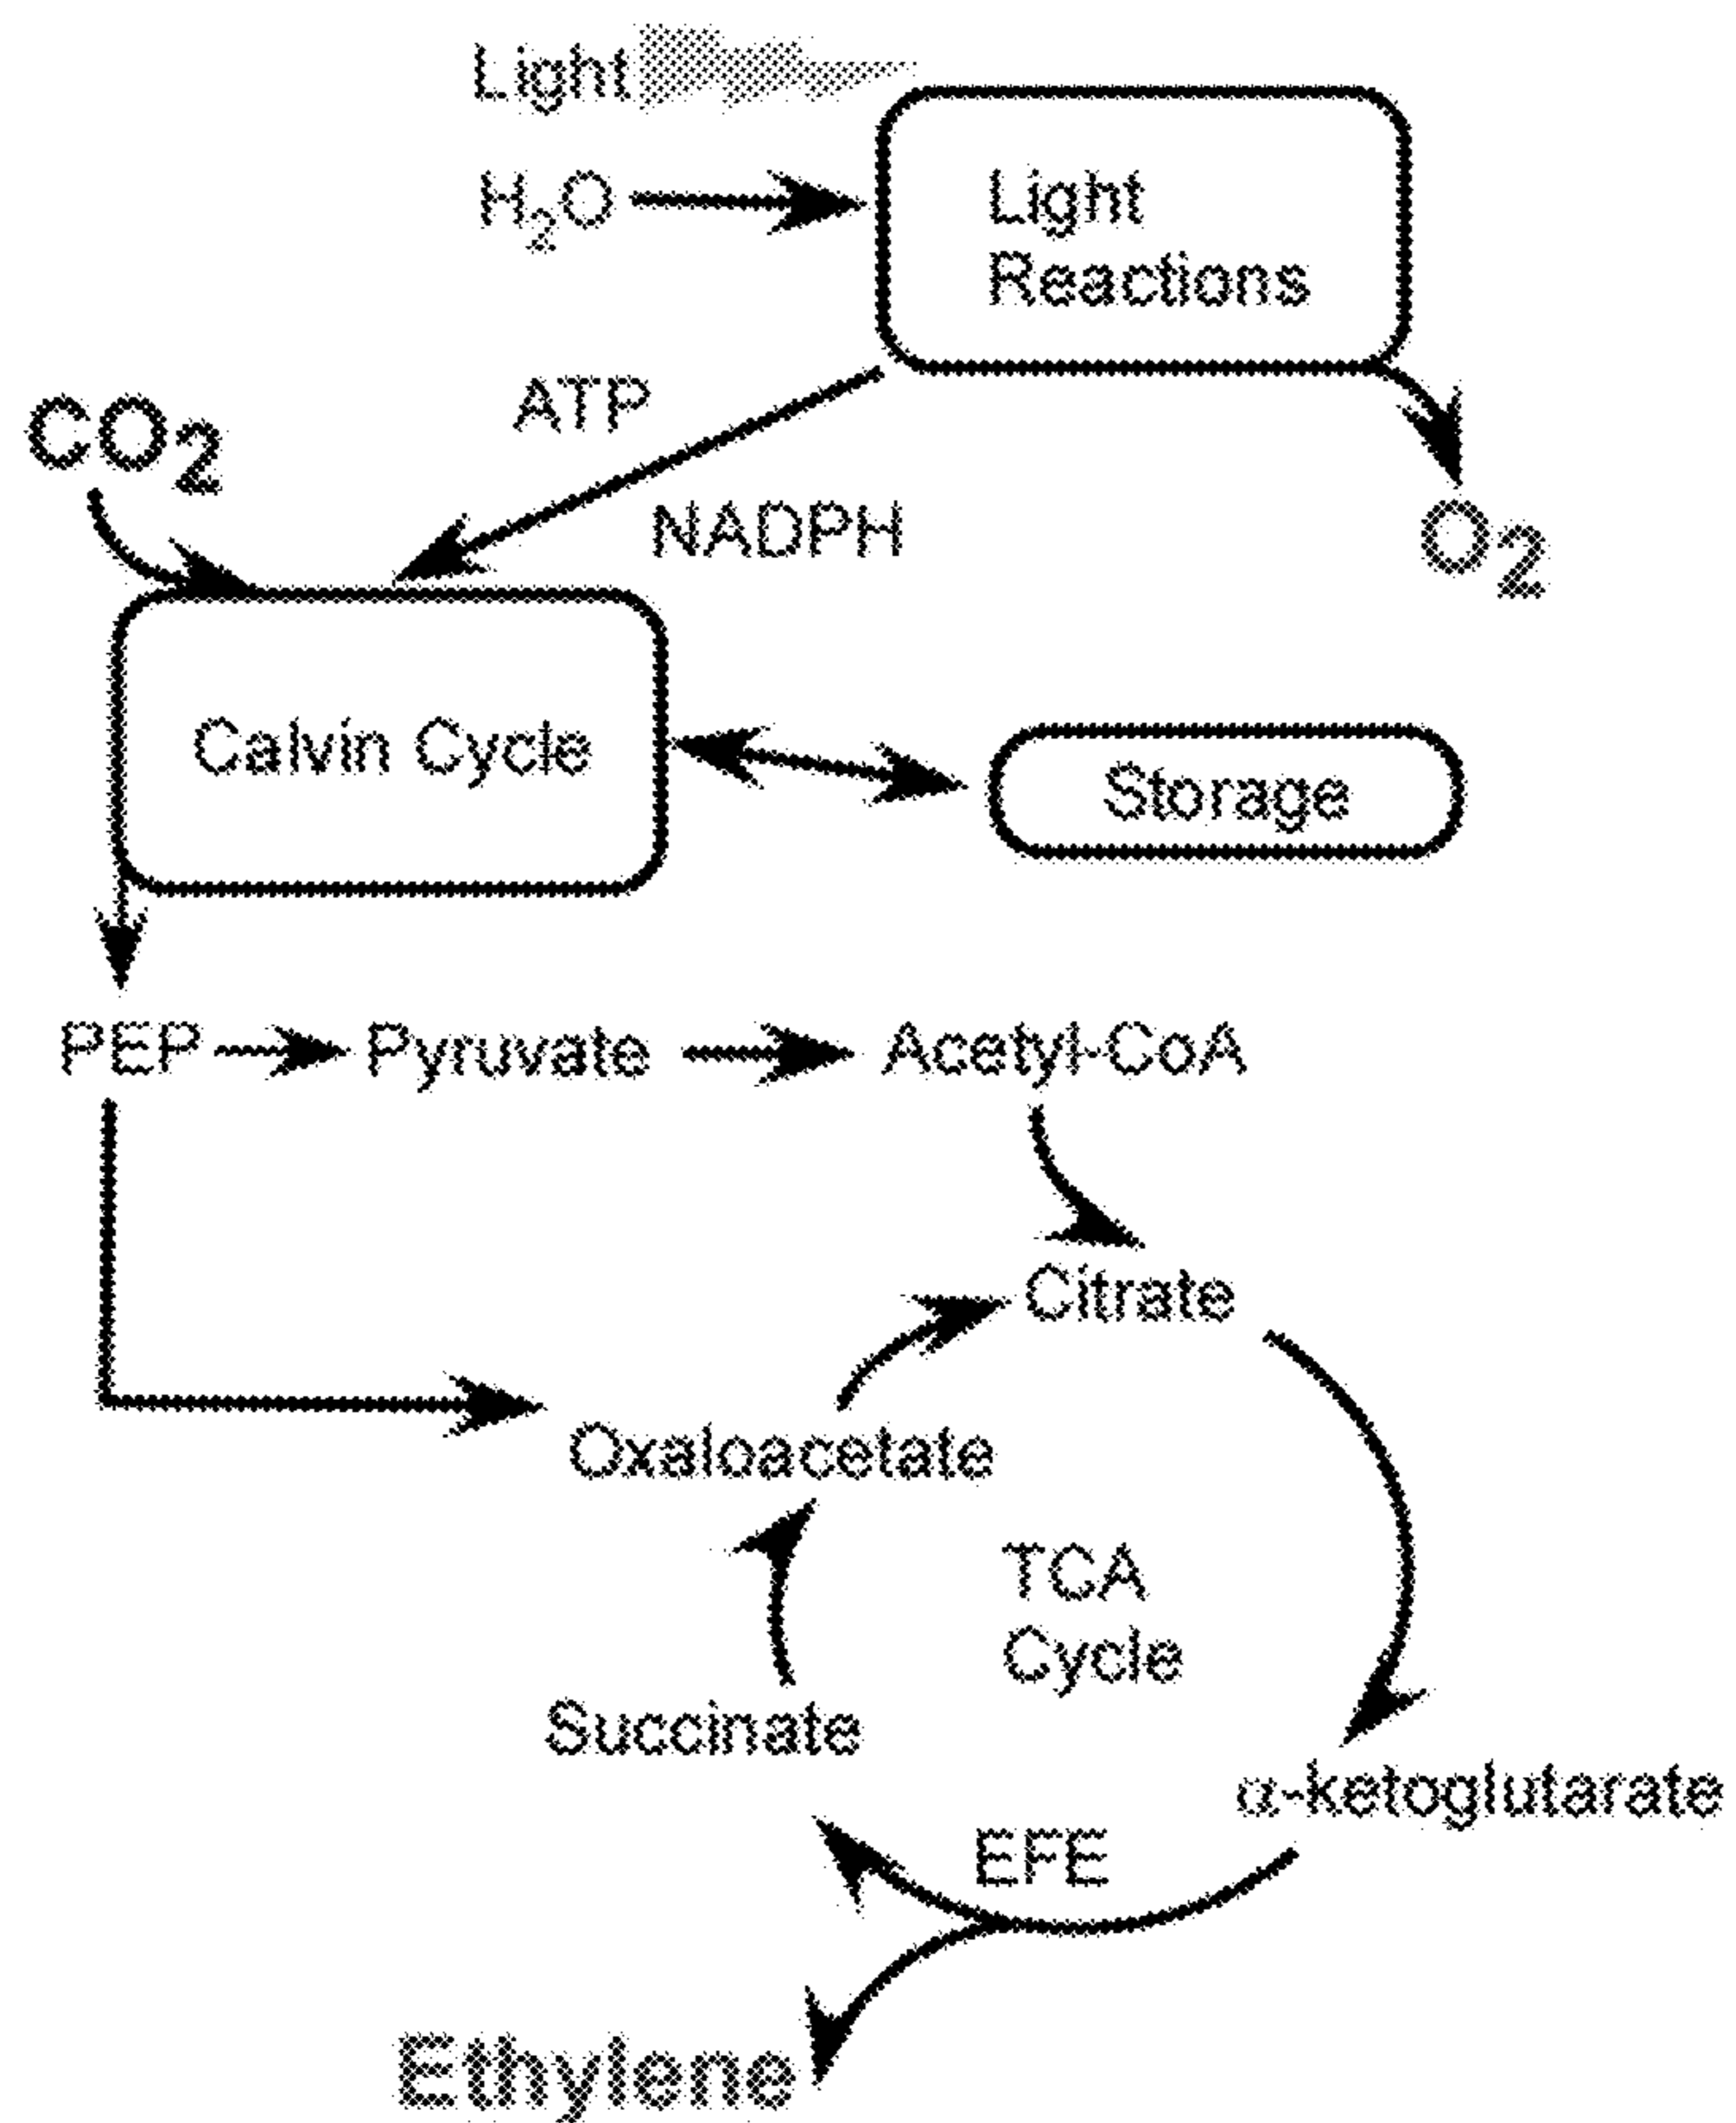 Light
H₂O
Light
Reactions
ATP
CO₂
NADPH
O₂
Calvin Cycle
Storage
PEP
Pyruvate
Acetyl-CoA
Citrate
Oxaloacetate
TCA
Cycle
Succinate
α-ketoglutarate
EFE
Ethylene